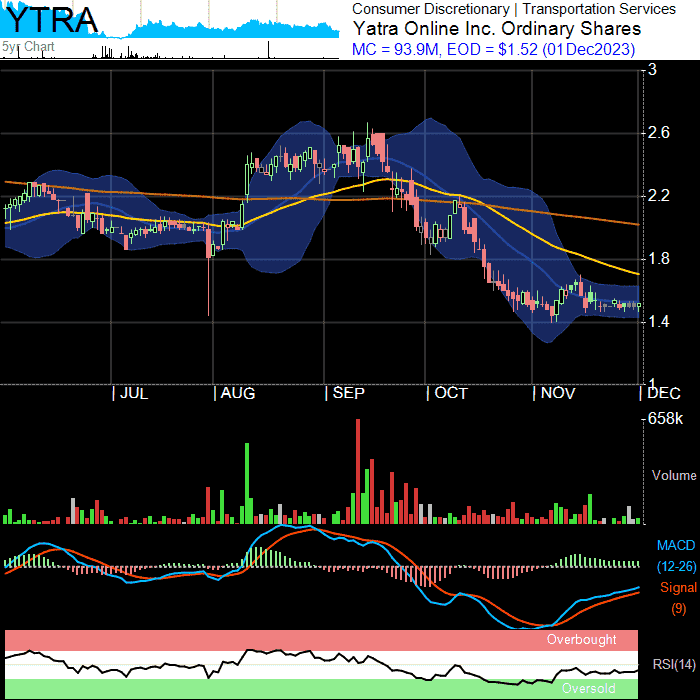 YTRA
Consumer Discretionary | Transportation Services
Yatra Online Inc. Ordinary Shares
5yr Chart
MC = 93.9M, EOD = $1.52 (01Dec2023)
3
2.6
2.2
1.8
1.4
1
| JUL | AUG | SEP | OCT | NOV | DEC
658k
Volume
MACD
(12-26)
Signal
(9)
Overbought
RSI(14)
Oversold